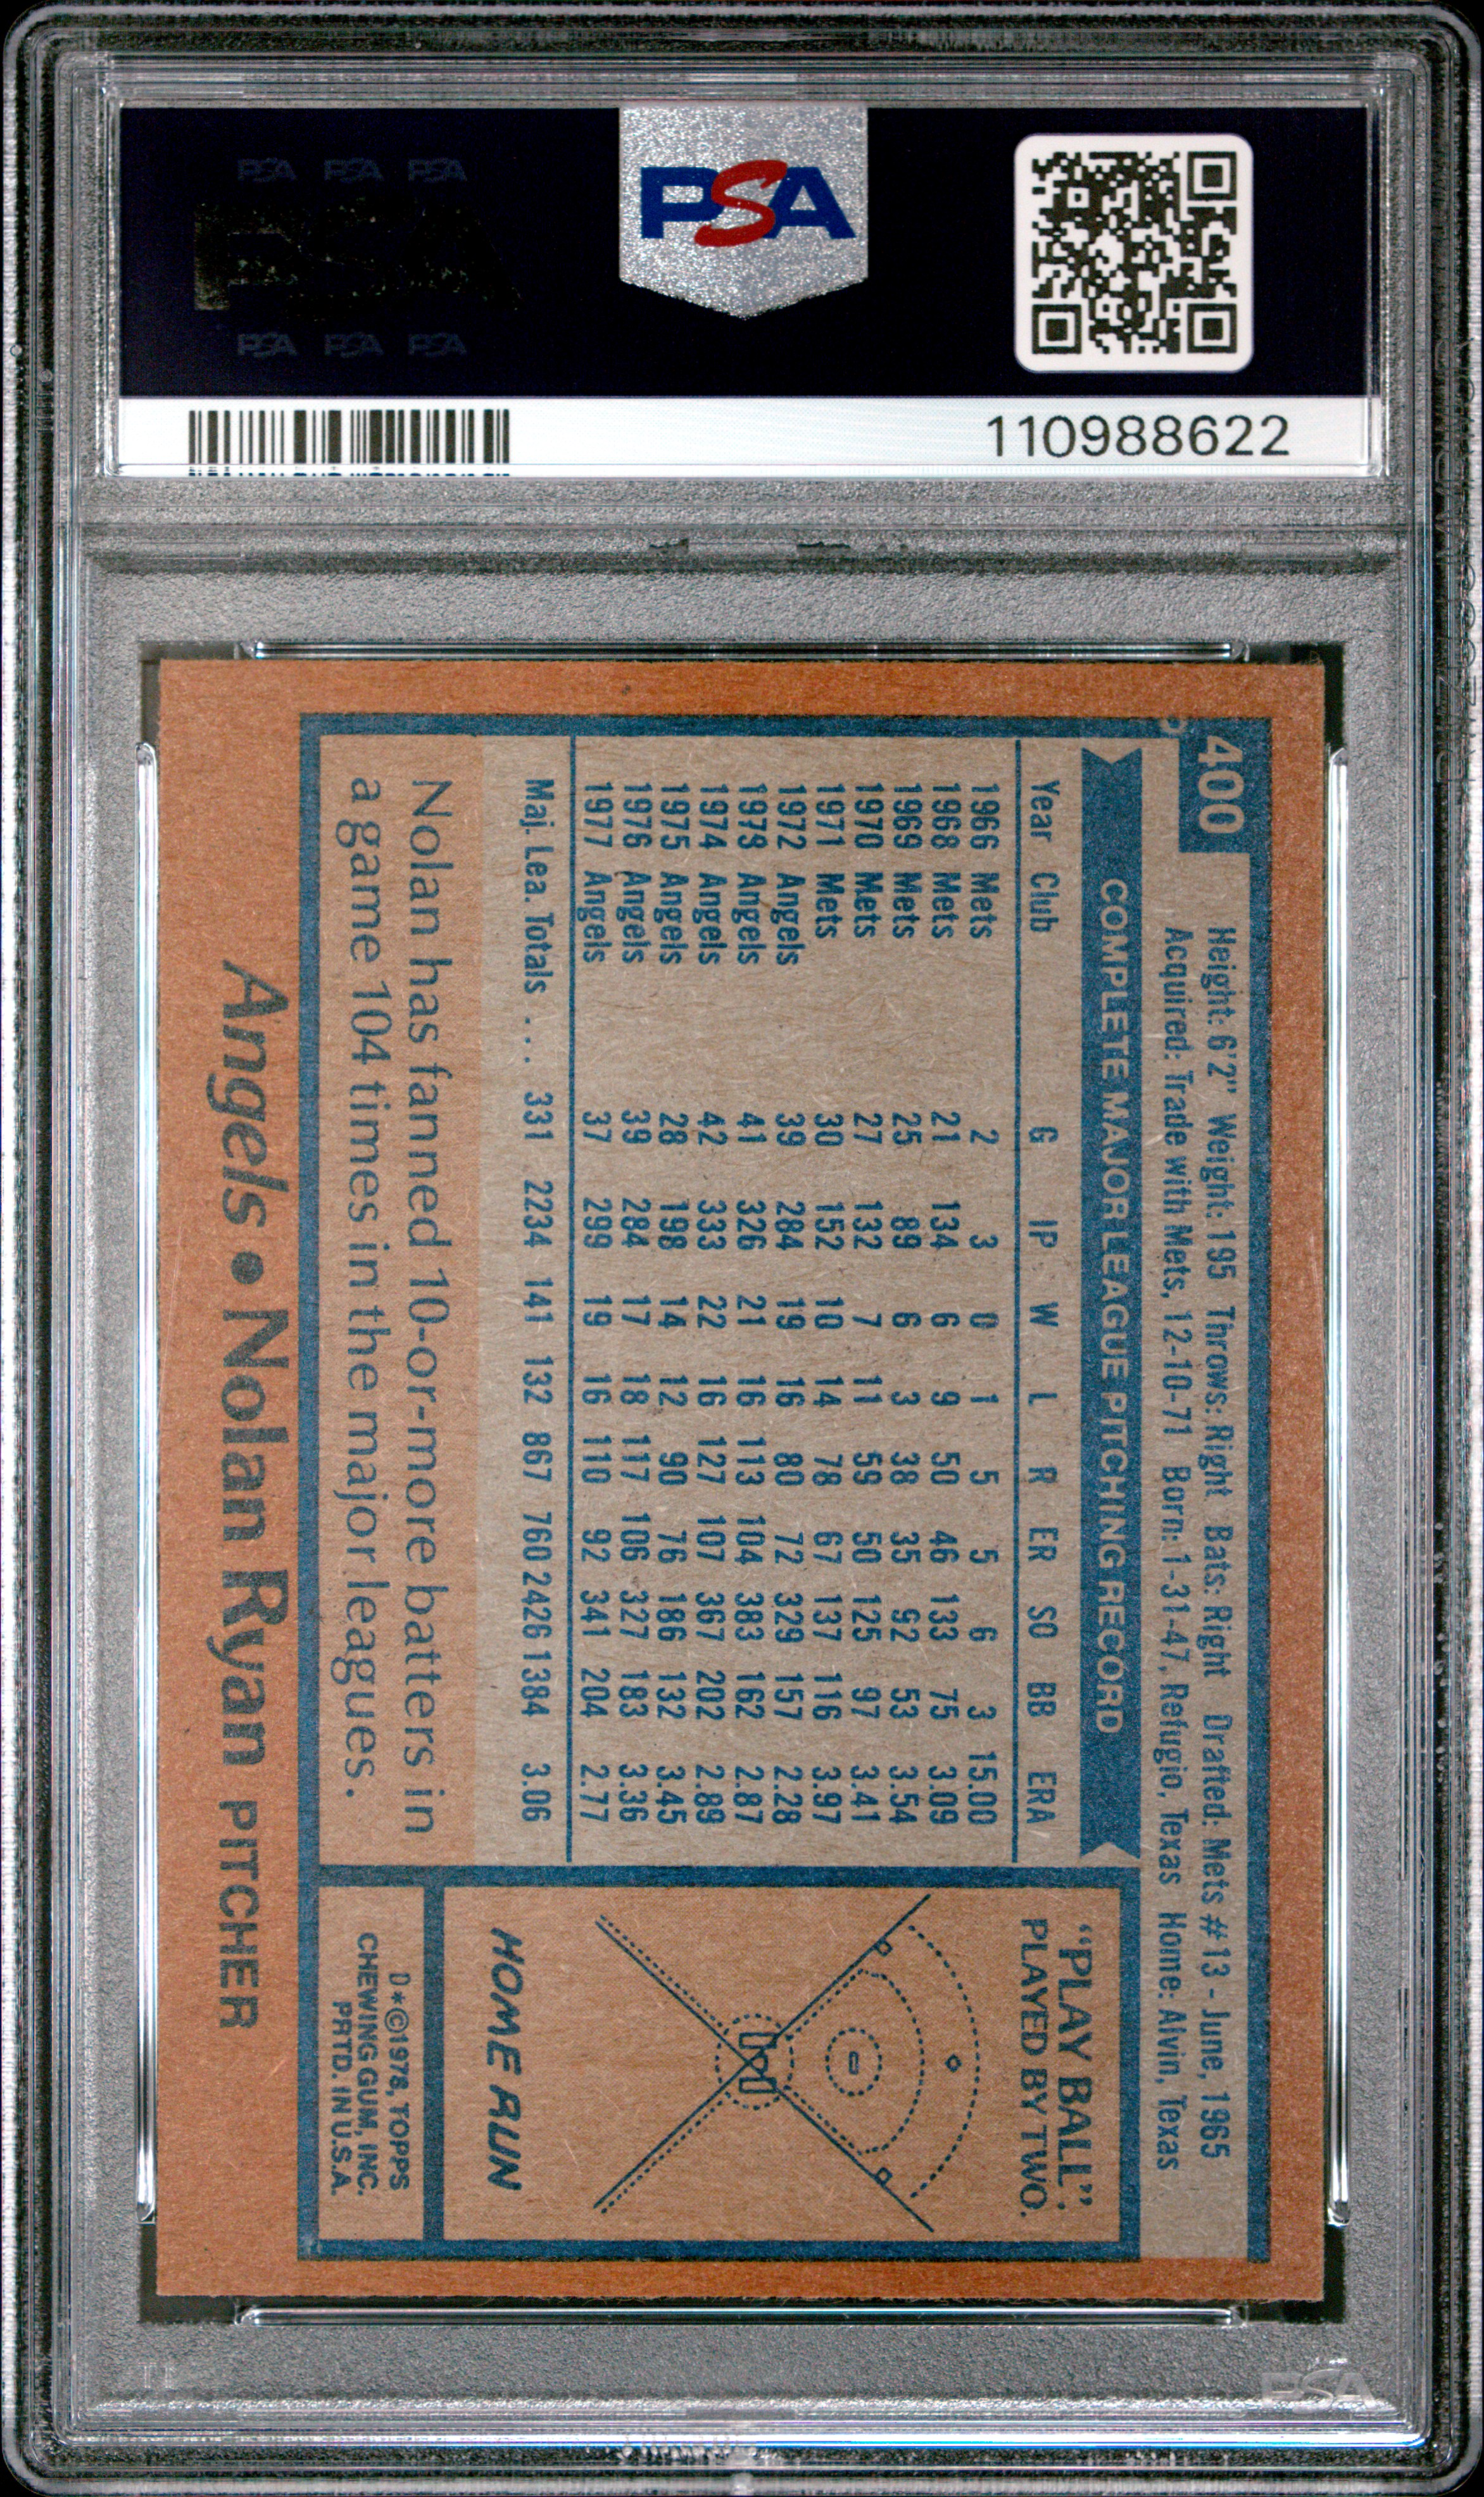 PSA PSA PSA
PSA
PSA PSA PSA
PSA
110988622
400
Height: 6'2" Weight: 195 Throws: Right Bats: Right Drafted: Mets #13 - June, 1965
Acquired: Trade with Mets, 12-10-71 Born: 1-31-47, Refugio, Texas Home: Alvin, Texas
COMPLETE MAJOR LEAGUE PITCHING RECORD
Year Club G IP W L R ER SO BB ERA
1966 Mets 2 3 0 1 5 5 6 3 15.00
1968 Mets 21 134 6 9 50 46 133 75 3.09
1969 Mets 25 89 6 3 38 35 92 53 3.54
1970 Mets 27 132 7 11 59 50 125 97 3.41
1971 Mets 30 152 10 14 78 67 137 116 3.97
1972 Angels 39 284 19 16 80 72 329 157 2.28
1973 Angels 41 326 21 16 113 104 383 162 2.87
1974 Angels 42 333 22 16 127 107 367 202 2.89
1975 Angels 28 198 14 12 90 76 186 132 3.45
1976 Angels 39 284 17 18 117 106 327 183 3.36
1977 Angels 37 299 19 16 110 92 341 204 2.77
Maj. Lea. Totals ... 331 2234 141 132 867 760 2426 1384 3.06
Nolan has fanned 10-or-more batters in
a game 104 times in the major leagues.
"PLAY BALL":
PLAYED BY TWO.
HOME RUN
D*©1978, TOPPS
CHEWING GUM, INC.
PRTD. IN U.S.A.
Angels • Nolan Ryan PITCHER
PSA